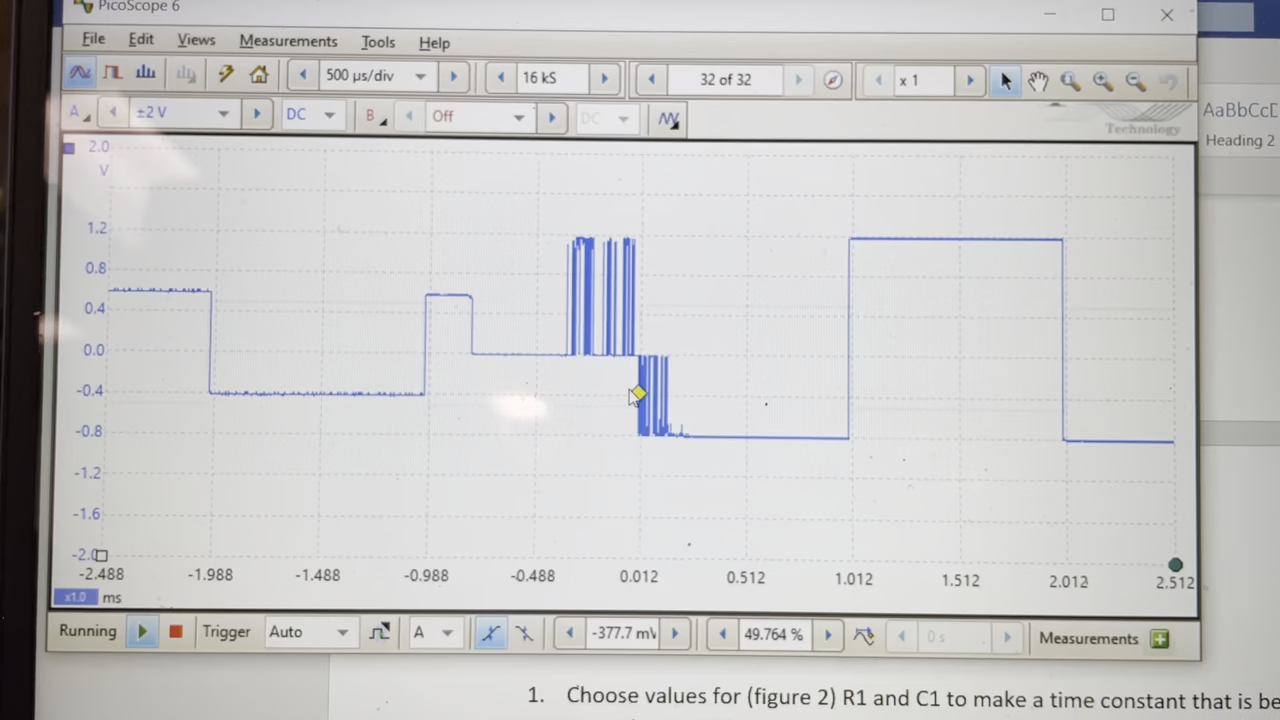 PicoScope 6
File Edit Views Measurements Tools Help
500 µs/div 16 kS 32 of 32 x 1
A ±2 V DC B Off DC
Technology
AaBbCcD
Heading 2
2.0
V
1.2
0.8
0.4
0.0
-0.4
-0.8
-1.2
-1.6
-2.0
-2.488 -1.988 -1.488 -0.988 -0.488 0.012 0.512 1.012 1.512 2.012 2.512
x1.0 ms
Running Trigger Auto A -377.7 mV 49.764 % 0 s Measurements
1. Choose values for (figure 2) R1 and C1 to make a time constant that is be